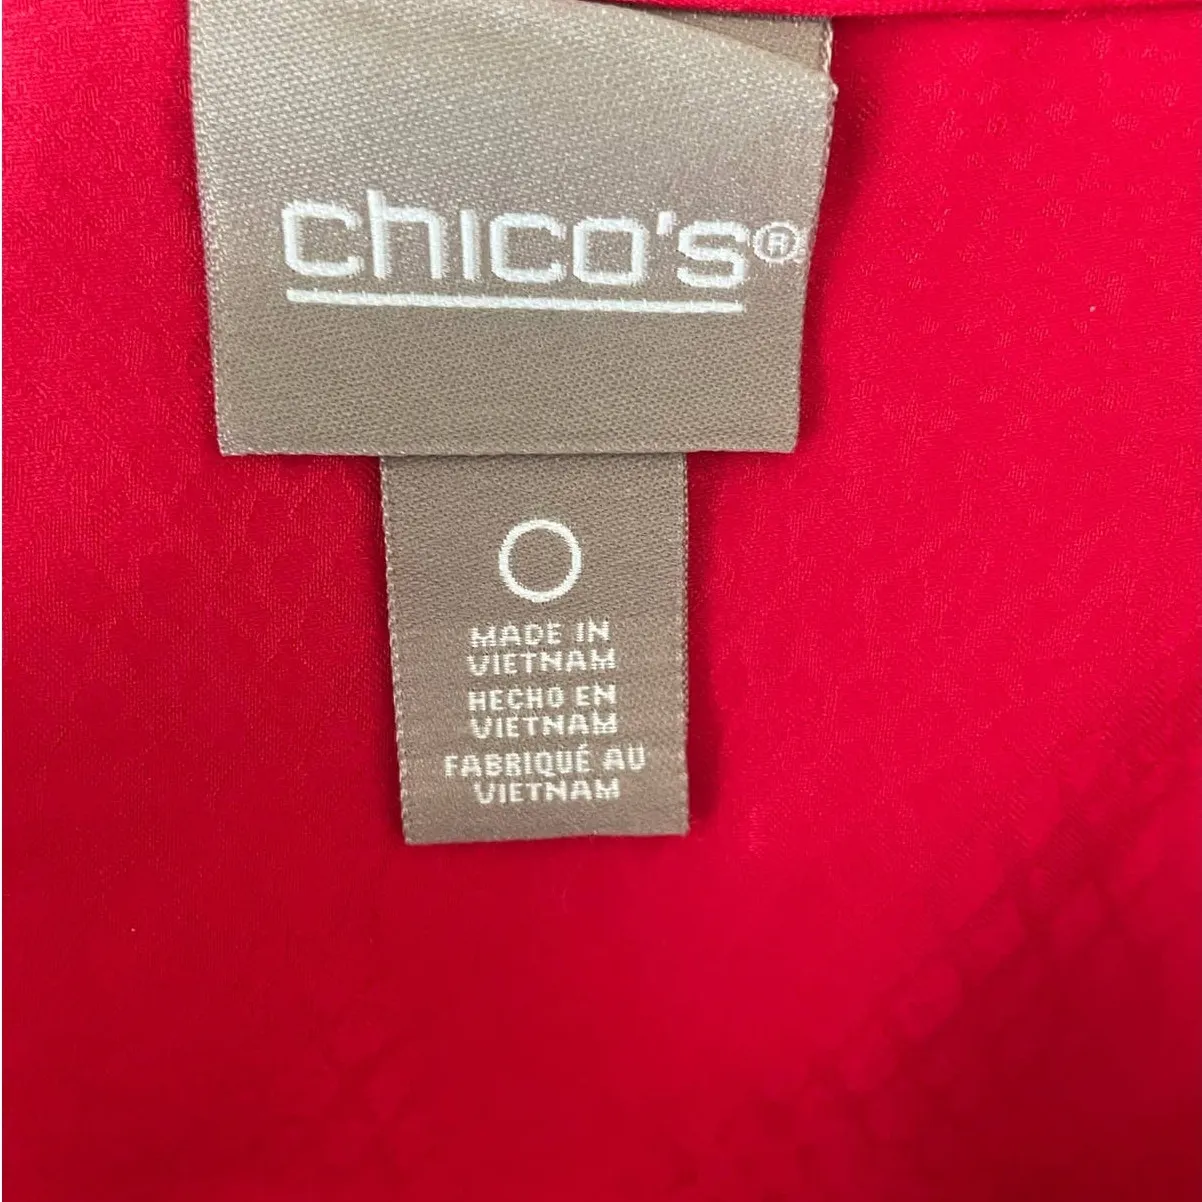 chico's®
0
MADE IN
VIETNAM
HECHO EN
VIETNAM
FABRIQUÉ AU
VIETNAM